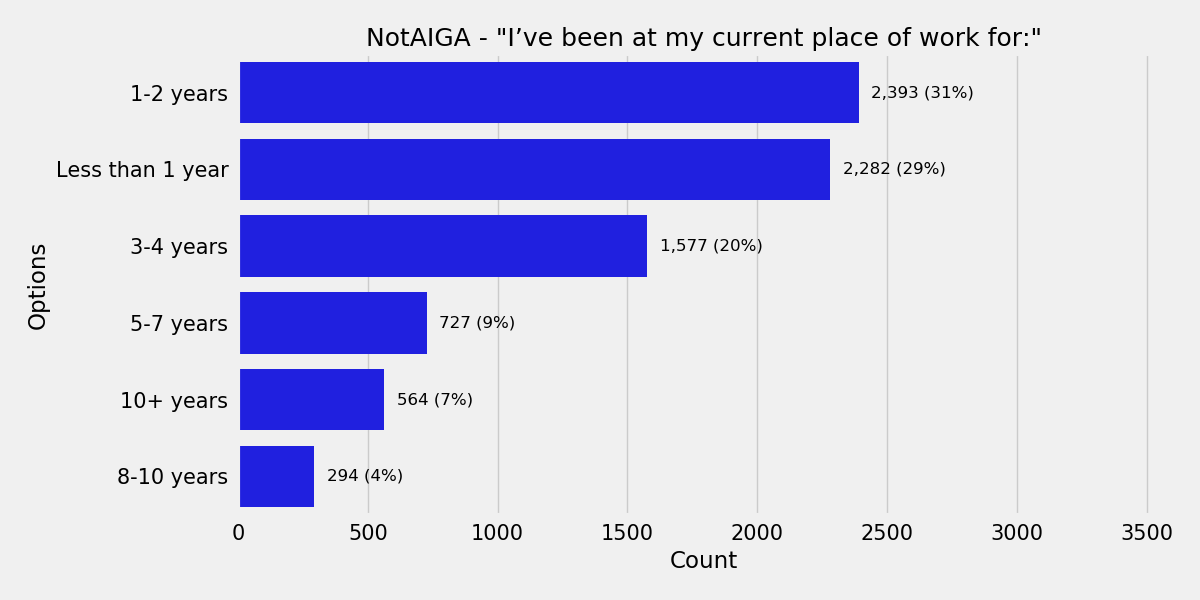 NotAIGA - "I’ve been at my current place of work for:"
1-2 years
2,393 (31%)
Less than 1 year
2,282 (29%)
3-4 years
1,577 (20%)
5-7 years
727 (9%)
10+ years
564 (7%)
8-10 years
294 (4%)
Options
0 500 1000 1500 2000 2500 3000 3500
Count